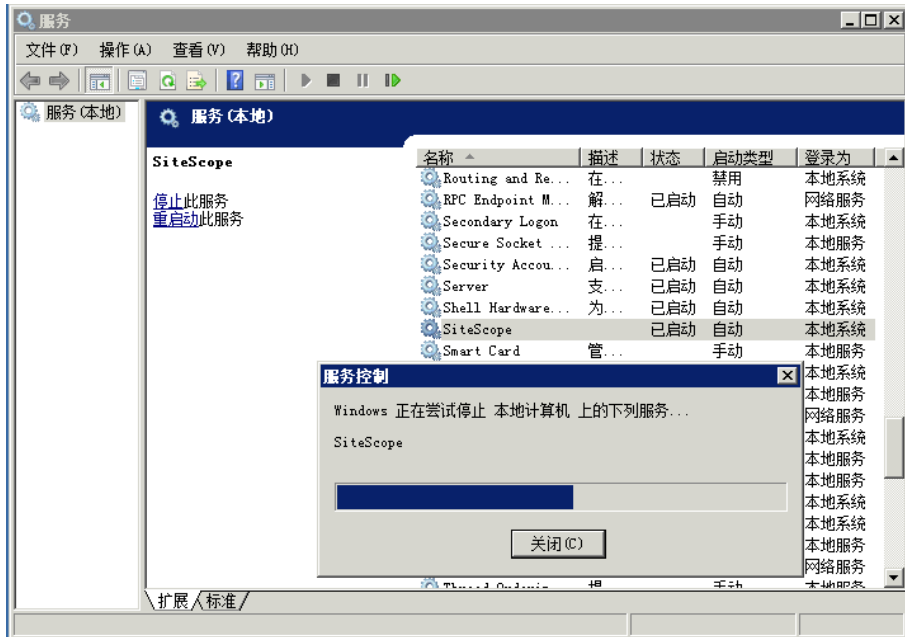 服务
文件(F) 操作(A) 查看(V) 帮助(H)
服务(本地)
服务(本地)
SiteScope
停止此服务
重启动此服务
名称 描述 状态 启动类型 登录为
Routing and Re... 在... 禁用 本地系统
RPC Endpoint M... 解... 已启动 自动 网络服务
Secondary Logon 在... 手动 本地系统
Secure Socket ... 提... 手动 本地服务
Security Accou... 启... 已启动 自动 本地系统
Server 支... 已启动 自动 本地系统
Shell Hardware... 为... 已启动 自动 本地系统
SiteScope 已启动 自动 本地系统
Smart Card 管... 手动 本地服务
本地系统
本地服务
网络服务
本地系统
本地服务
本地服务
本地系统
本地系统
本地服务
网络服务
Thread Orderin... 提... 手动 本地服务
服务控制
Windows 正在尝试停止 本地计算机 上的下列服务...
SiteScope
关闭(C)
扩展 标准